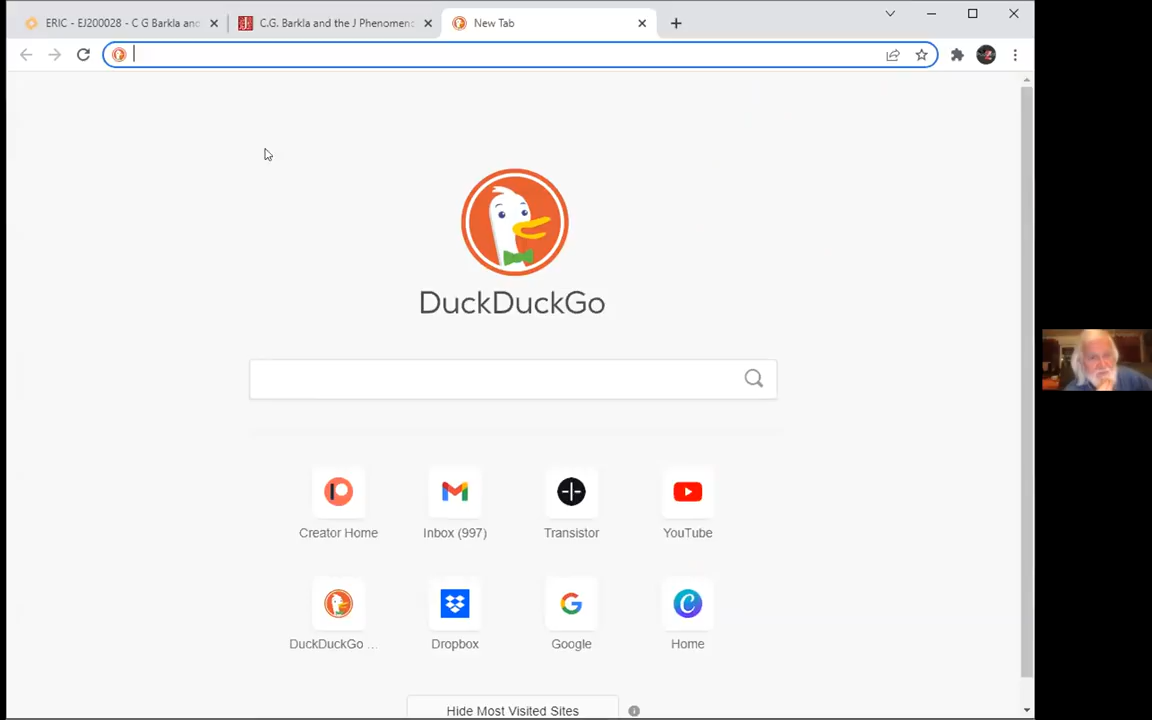 ERIC - EJ200028 - C G Barkla and
C.G. Barkla and the J Phenomeno
New Tab
DuckDuckGo
Creator Home
Inbox (997)
Transistor
YouTube
DuckDuckGo ...
Dropbox
Google
Home
Hide Most Visited Sites